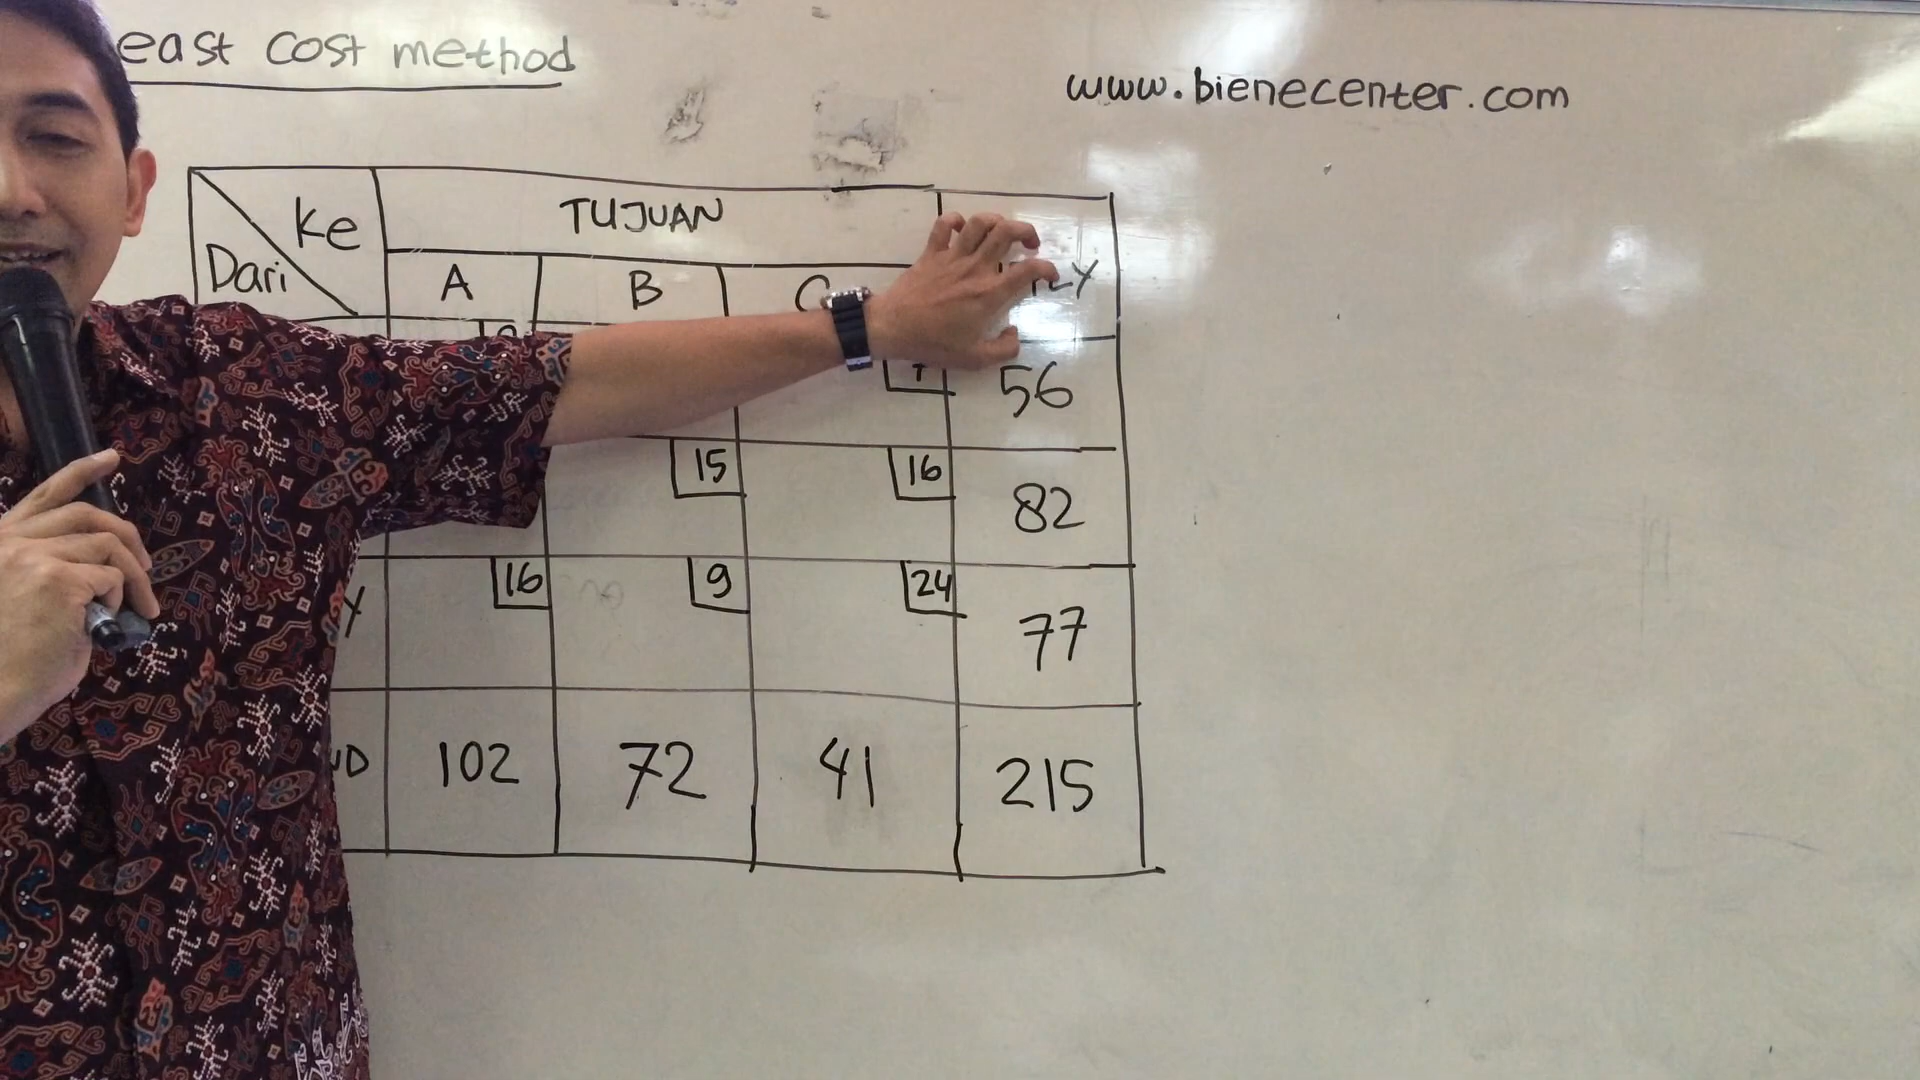 east cost method
www.bienecenter.com
Ke
Dari
TUJUAN
A B C
56
15 16 82
Y 16 9 24 77
102 72 41 215